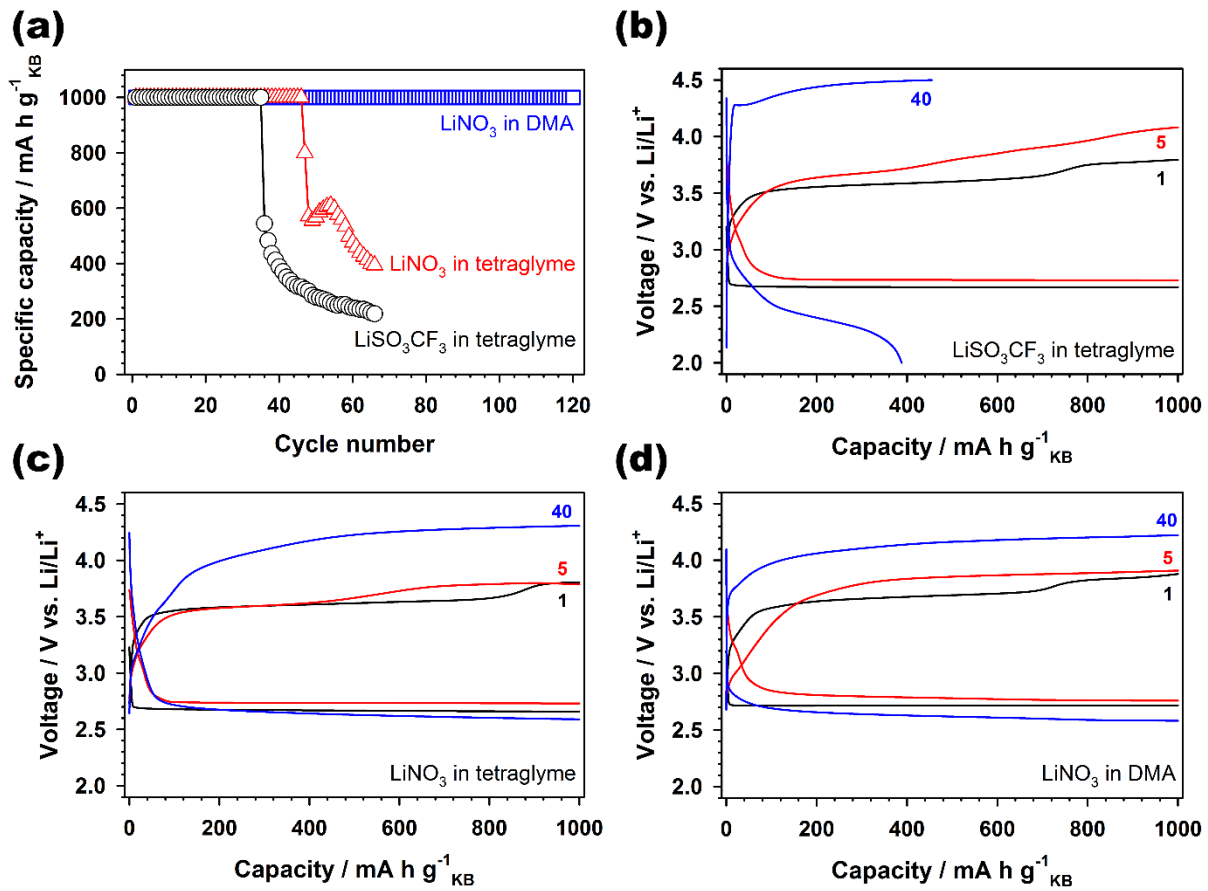 (a)
Specific capacity / mA h g⁻¹KB
1000
800
600
400
200
0
LiNO₃ in DMA
LiNO₃ in tetraglyme
LiSO₃CF₃ in tetraglyme
0 20 40 60 80 100 120
Cycle number
(b)
Voltage / V vs. Li/Li⁺
4.5
4.0
3.5
3.0
2.5
2.0
40
5
1
LiSO₃CF₃ in tetraglyme
0 200 400 600 800 1000
Capacity / mA h g⁻¹KB
(c)
Voltage / V vs. Li/Li⁺
4.5
4.0
3.5
3.0
2.5
2.0
40
5
1
LiNO₃ in tetraglyme
0 200 400 600 800 1000
Capacity / mA h g⁻¹KB
(d)
Voltage / V vs. Li/Li⁺
4.5
4.0
3.5
3.0
2.5
2.0
40
5
1
LiNO₃ in DMA
0 200 400 600 800 1000
Capacity / mA h g⁻¹KB